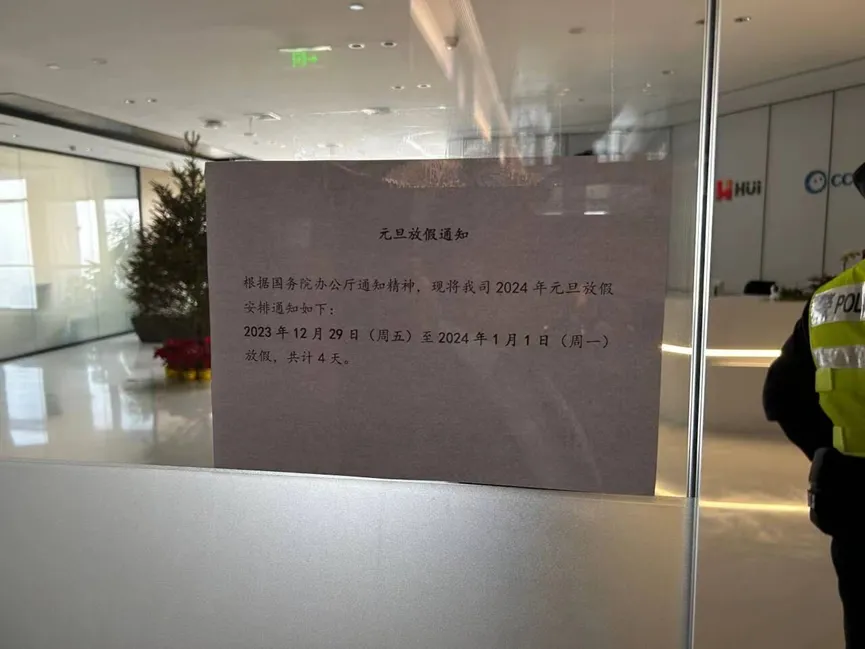 元旦放假通知
根据国务院办公厅通知精神，现将我司 2024 年元旦放假
安排通知如下：
2023 年 12 月 29 日（周五）至 2024 年 1 月 1 日（周一）
放假，共计 4 天。
HUi
CC
POL